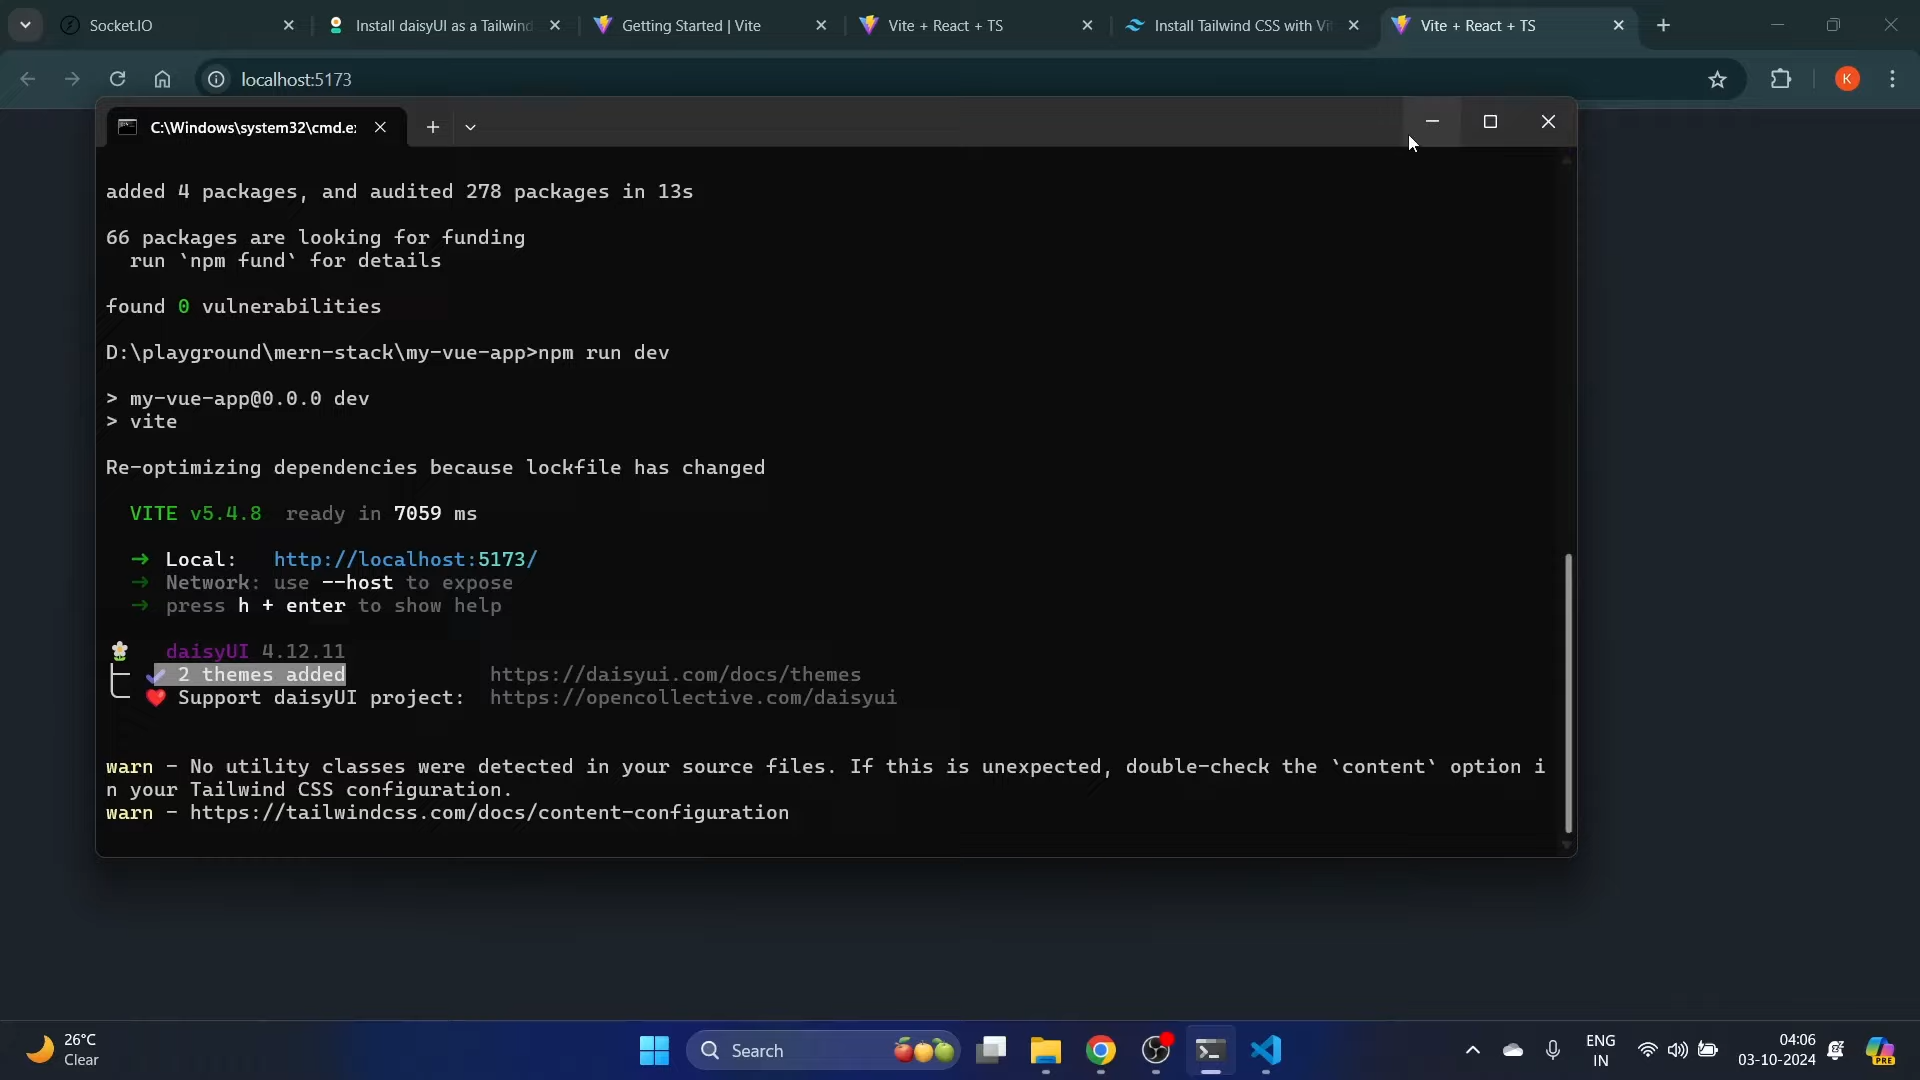 Socket.IO
Install daisyUI as a Tailwind
Getting Started | Vite
Vite + React + TS
Install Tailwind CSS with Vit
Vite + React + TS
localhost:5173
K
C:\Windows\system32\cmd.e:
added 4 packages, and audited 278 packages in 13s
66 packages are looking for funding
run `npm fund` for details
found 0 vulnerabilities
D:\playground\mern-stack\my-vue-app>npm run dev
> my-vue-app@0.0.0 dev
> vite
Re-optimizing dependencies because lockfile has changed
VITE v5.4.8 ready in 7059 ms
➜ Local: http://localhost:5173/
➜ Network: use --host to expose
➜ press h + enter to show help
daisyUI 4.12.11
✔ 2 themes added https://daisyui.com/docs/themes
❤ Support daisyUI project: https://opencollective.com/daisyui
warn - No utility classes were detected in your source files. If this is unexpected, double-check the `content` option i
n your Tailwind CSS configuration.
warn - https://tailwindcss.com/docs/content-configuration
26°C
Clear
Search
ENG
IN
04:06
03-10-2024
PRE